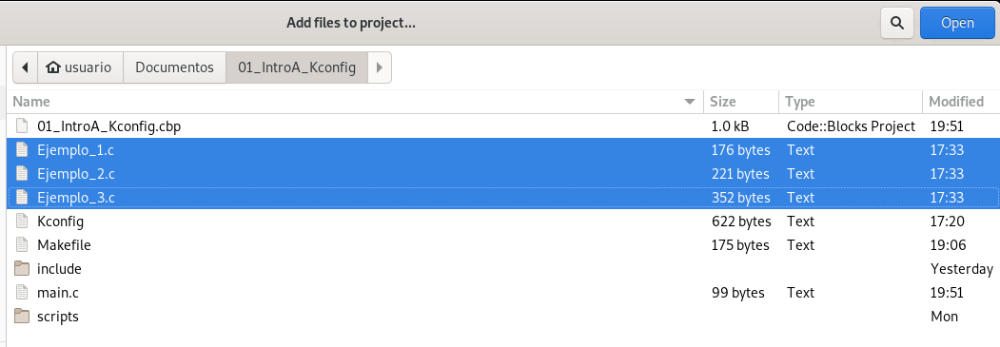 Add files to project...
Open
usuario Documentos 01_IntroA_Kconfig
Name Size Type Modified
01_IntroA_Kconfig.cbp 1.0 kB Code::Blocks Project 19:51
Ejemplo_1.c 176 bytes Text 17:33
Ejemplo_2.c 221 bytes Text 17:33
Ejemplo_3.c 352 bytes Text 17:33
Kconfig 622 bytes Text 17:20
Makefile 175 bytes Text 19:06
include Yesterday
main.c 99 bytes Text 19:51
scripts Mon